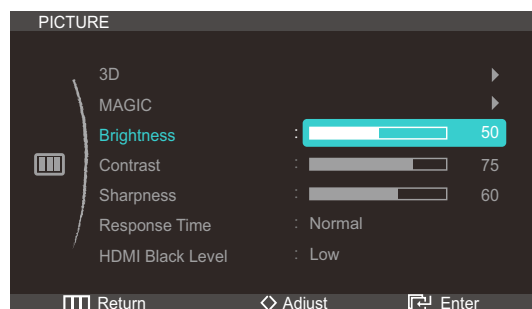 PICTURE
3D
MAGIC
Brightness : 50
Contrast : 75
Sharpness : 60
Response Time : Normal
HDMI Black Level : Low
Return Adjust Enter